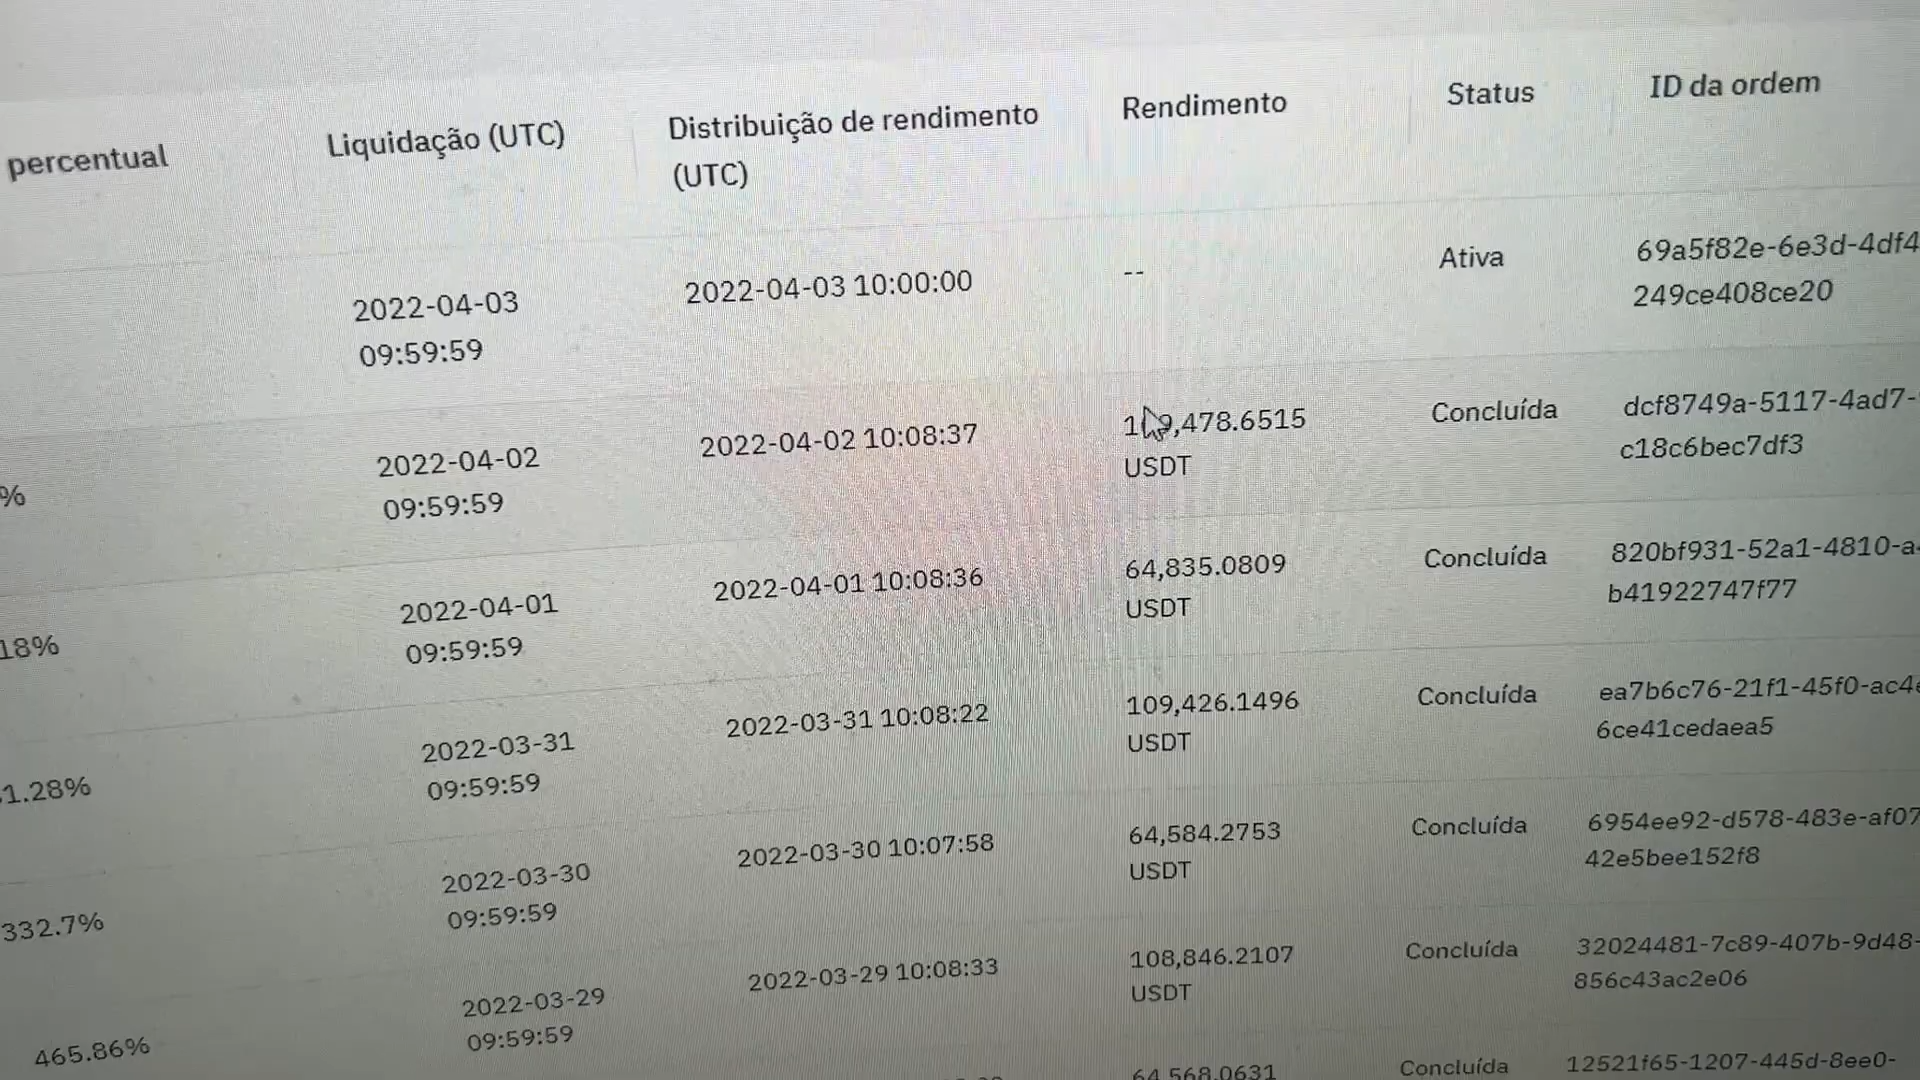 percentual Liquidação (UTC) Distribuição de rendimento (UTC) Rendimento Status ID da ordem
2022-04-03 09:59:59 2022-04-03 10:00:00 -- Ativa 69a5f82e-6e3d-4df4 249ce408ce20
% 2022-04-02 09:59:59 2022-04-02 10:08:37 USDT Concluída dcf8749a-5117-4ad7- c18c6bec7df3
18% 2022-04-01 09:59:59 2022-04-01 10:08:36 64,835.0809 USDT Concluída 820bf931-52a1-4810-a b41922747f77
1.28% 2022-03-31 09:59:59 2022-03-31 10:08:22 109,426.1496 USDT Concluída ea7b6c76-21f1-45f0-ac4 6ce41cedaea5
332.7% 2022-03-30 09:59:59 2022-03-30 10:07:58 64,584.2753 USDT Concluída 6954ee92-d578-483e-af07 42e5bee152f8
465.86% 2022-03-29 09:59:59 2022-03-29 10:08:33 108,846.2107 USDT Concluída 32024481-7c89-407b-9d48- 856c43ac2e06
64,568.0631 Concluída 12521f65-1207-445d-8ee0-